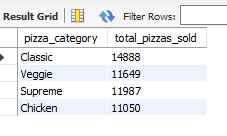 Result Grid Filter Rows:
pizza_category total_pizzas_sold
Classic 14888
Veggie 11649
Supreme 11987
Chicken 11050